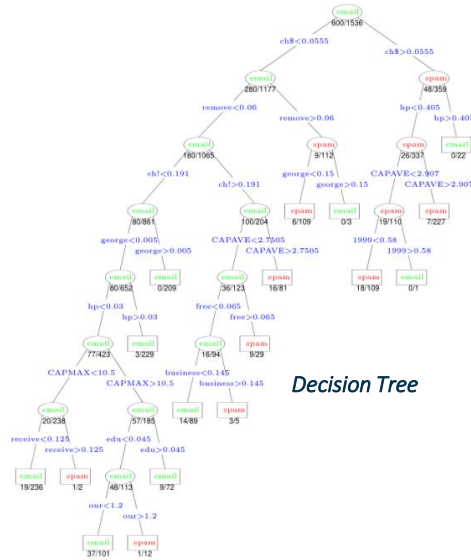 email
600/1536
ch$<0.0555
ch$>0.0555
email
280/1177
spam
48/359
remove<0.06
remove>0.06
hp<0.405
hp>0.405
email
180/1065
spam
9/112
spam
26/337
email
0/22
ch!<0.191
ch!>0.191
george<0.15
george>0.15
CAPAVE<2.907
CAPAVE>2.907
email
80/861
email
100/204
spam
6/109
email
0/3
spam
19/110
spam
7/227
george<0.005
george>0.005
CAPAVE<2.7505
CAPAVE>2.7505
1999<0.58
1999>0.58
email
80/652
email
0/209
email
36/123
spam
16/81
spam
18/109
email
0/1
hp<0.03
hp>0.03
free<0.065
free>0.065
email
77/423
email
3/229
email
16/94
spam
9/29
CAPMAX<10.5
CAPMAX>10.5
business<0.145
business>0.145
email
20/238
email
57/185
email
14/89
spam
3/5
Decision Tree
receive<0.125
receive>0.125
edu<0.045
edu>0.045
email
19/236
spam
1/2
email
48/113
email
9/72
our<1.2
our>1.2
email
37/101
spam
1/12